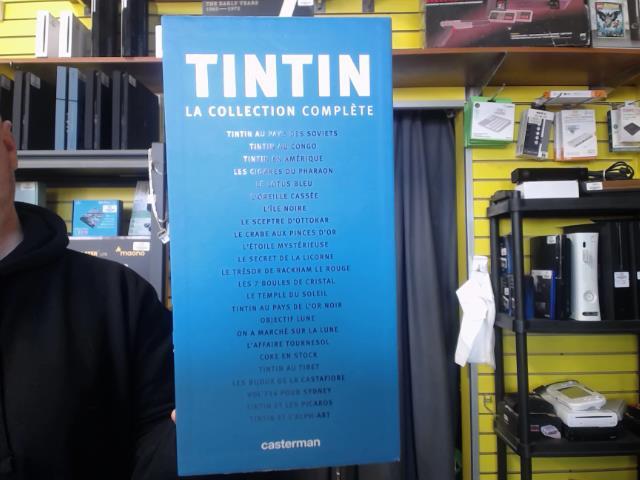 THE EARLY YEARS
TINTIN
LA COLLECTION COMPLÈTE
TINTIN AU PAYS DES SOVIETS
TINTIN AU CONGO
TINTIN EN AMÉRIQUE
LES CIGARES DU PHARAON
LE LOTUS BLEU
L'OREILLE CASSÉE
L'ÎLE NOIRE
LE SCEPTRE D'OTTOKAR
LE CRABE AUX PINCES D'OR
L'ÉTOILE MYSTÉRIEUSE
LE SECRET DE LA LICORNE
LE TRÉSOR DE RACKHAM LE ROUGE
LES 7 BOULES DE CRISTAL
LE TEMPLE DU SOLEIL
TINTIN AU PAYS DE L'OR NOIR
OBJECTIF LUNE
ON A MARCHÉ SUR LA LUNE
L'AFFAIRE TOURNESOL
COKE EN STOCK
TINTIN AU TIBET
LES BIJOUX DE LA CASTAFIORE
VOL 714 POUR SYDNEY
TINTIN ET LES PICAROS
TINTIN ET L'ALPH-ART
casterman
maono